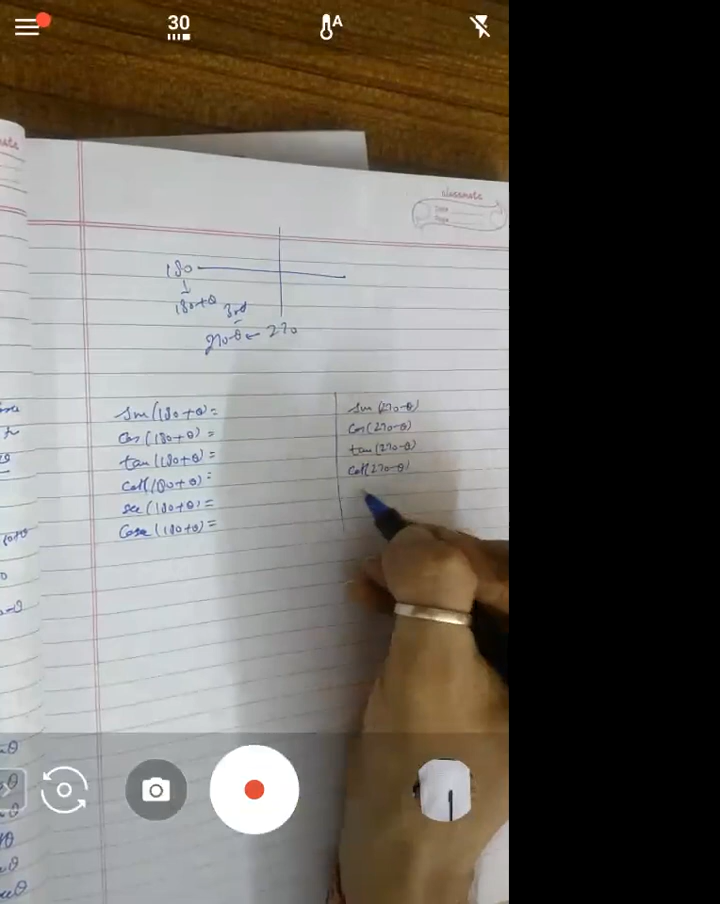 30
A
classmate
180
180+θ 3rd
270-θ ← 270
Sin(180+θ)=
Cos(180+θ)=
tan(180+θ)=
Cot(180+θ)=
Sec(180+θ)=
Cosec(180+θ)=
Sin(270-θ)
Cos(270-θ)
tan(270-θ)
Cot(270-θ)